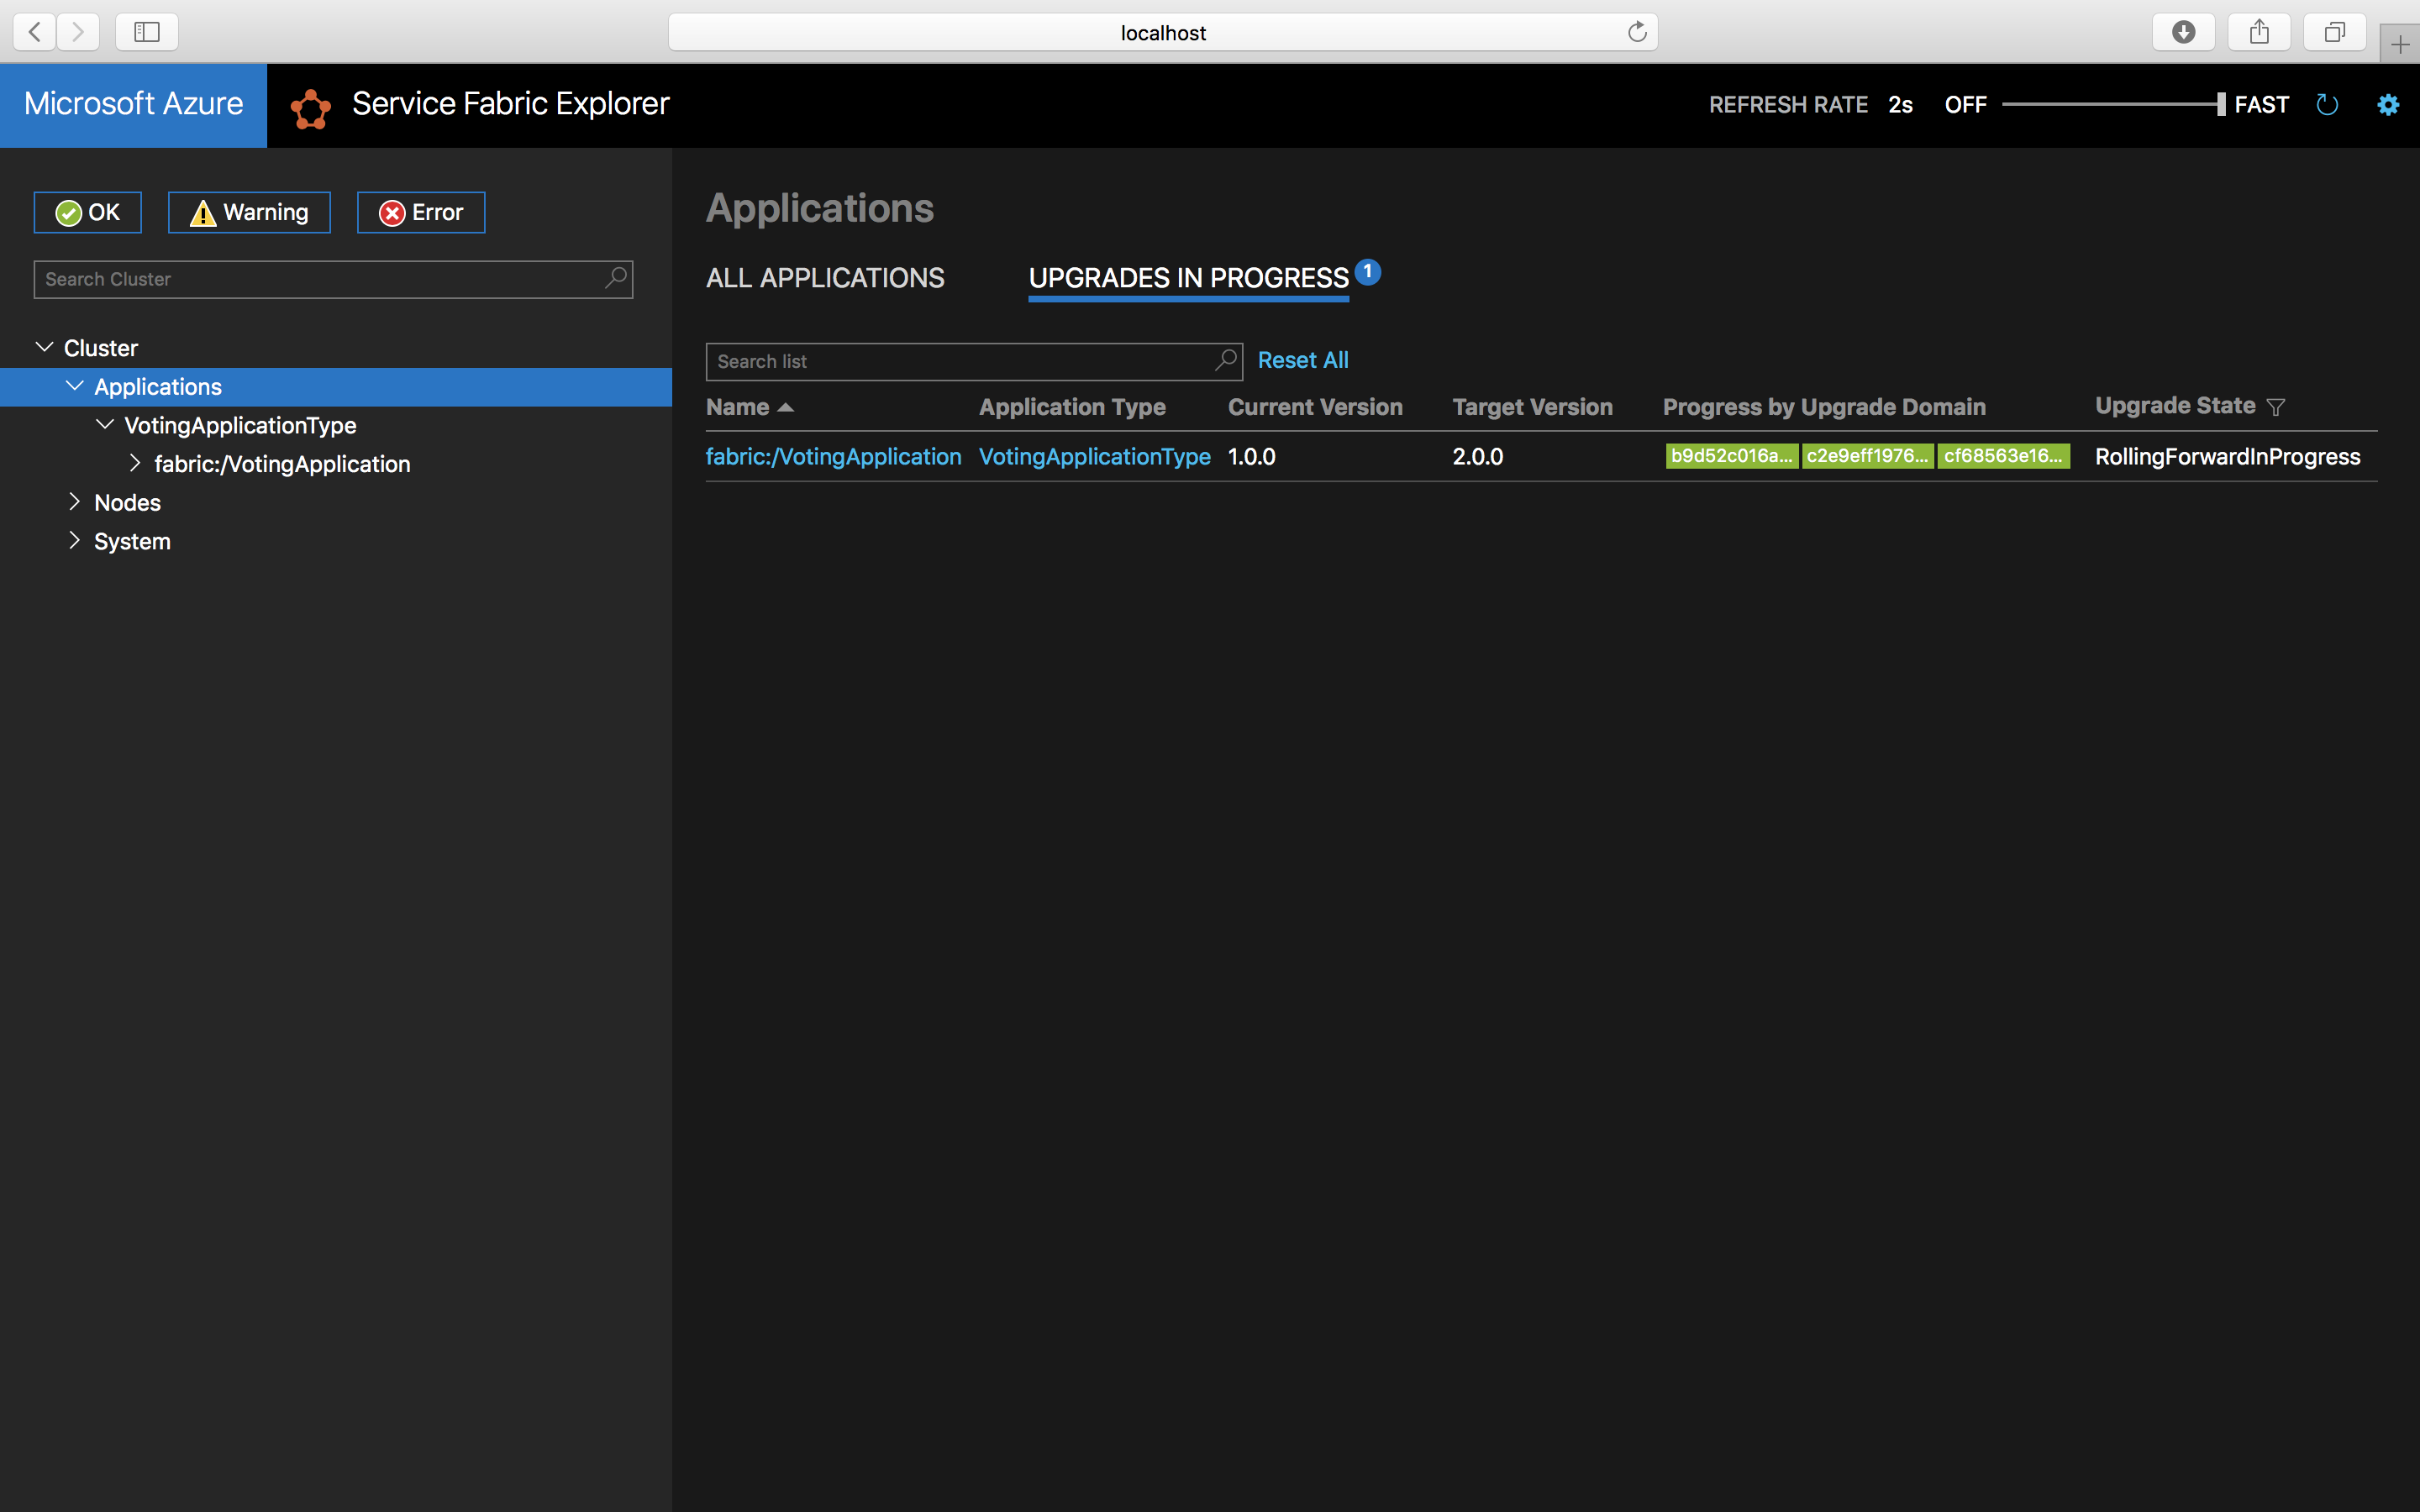 localhost
Microsoft Azure
Service Fabric Explorer
REFRESH RATE 2s OFF FAST
OK Warning Error
Search Cluster
Cluster
Applications
VotingApplicationType
fabric:/VotingApplication
Nodes
System
Applications
ALL APPLICATIONS UPGRADES IN PROGRESS 1
Search list Reset All
Name Application Type Current Version Target Version Progress by Upgrade Domain Upgrade State
fabric:/VotingApplication VotingApplicationType 1.0.0 2.0.0 b9d52c016a... c2e9eff1976... cf68563e16... RollingForwardInProgress